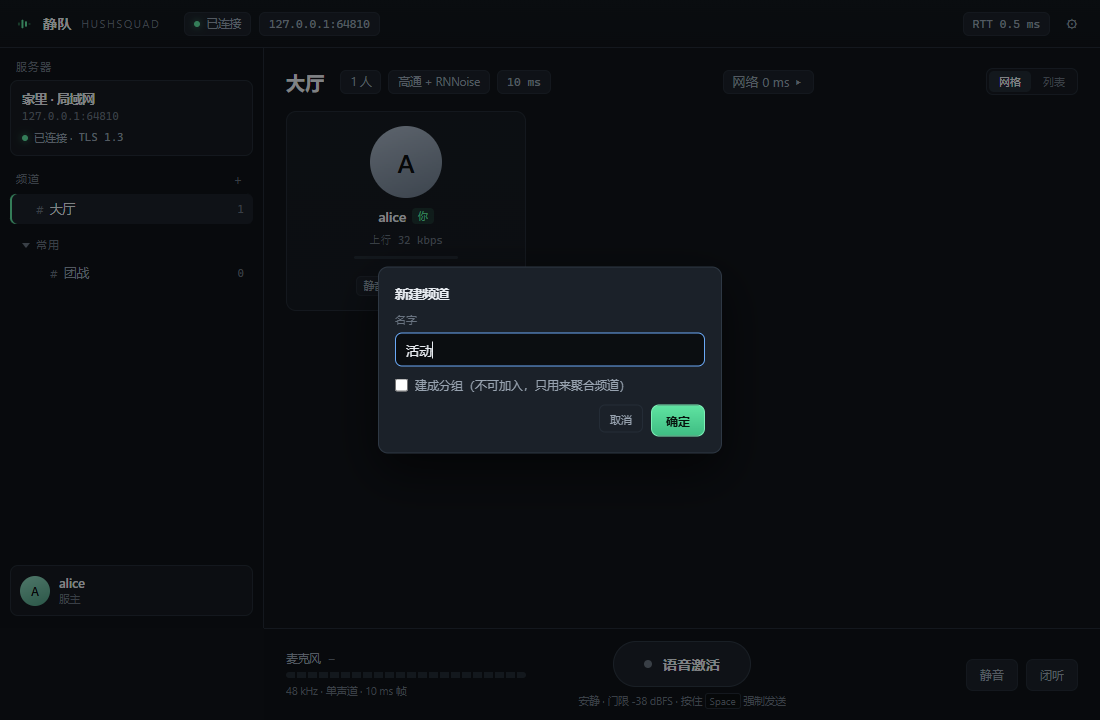 静队 HUSHSQUAD 已连接 127.0.0.1:64810 RTT 0.5 ms
服务器
家里 · 局域网
127.0.0.1:64810
已连接 · TLS 1.3
频道 +
# 大厅 1
常用
# 团战 0
A alice
服主
大厅 1 人 高通 + RNNoise 10 ms 网络 0 ms 网格 列表
A
alice 你
上行 32 kbps
新建频道
名字
活动
建成分组（不可加入，只用来聚合频道）
取消 确定
麦克风 –
48 kHz · 单声道 · 10 ms 帧
语音激活
安静 · 门限 -38 dBFS · 按住 Space 强制发送
静音 闭听